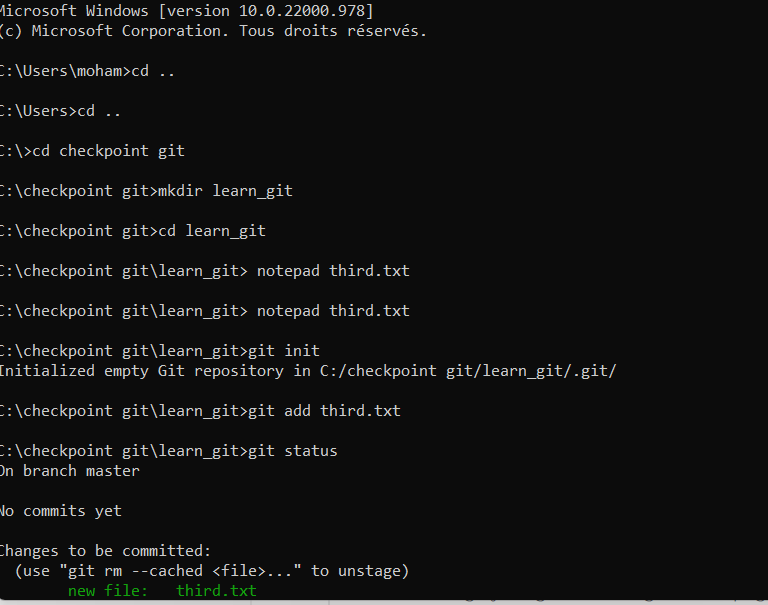 Microsoft Windows [version 10.0.22000.978]
(c) Microsoft Corporation. Tous droits réservés.
C:\Users\moham>cd ..
C:\Users>cd ..
C:\>cd checkpoint git
C:\checkpoint git>mkdir learn_git
C:\checkpoint git>cd learn_git
C:\checkpoint git\learn_git> notepad third.txt
C:\checkpoint git\learn_git> notepad third.txt
C:\checkpoint git\learn_git>git init
Initialized empty Git repository in C:/checkpoint git/learn_git/.git/
C:\checkpoint git\learn_git>git add third.txt
C:\checkpoint git\learn_git>git status
On branch master
No commits yet
Changes to be committed:
  (use "git rm --cached <file>..." to unstage)
        new file:   third.txt